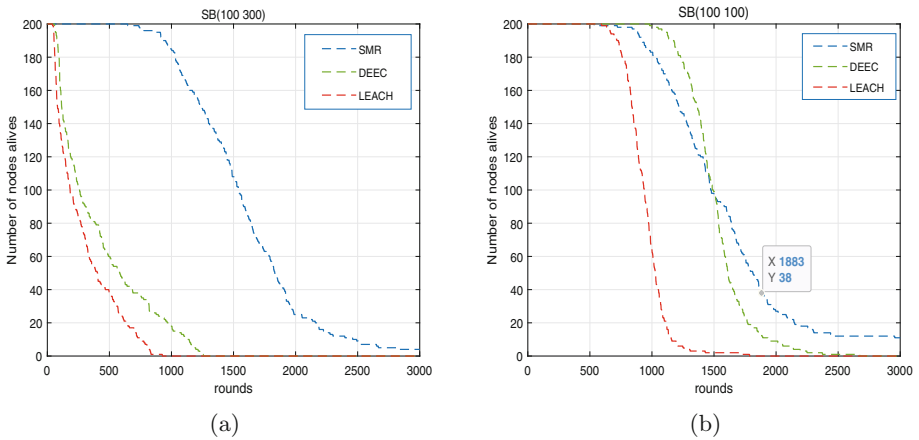 SB(100 300)
Number of nodes alives
200
180
160
140
120
100
80
60
40
20
0
SMR
DEEC
LEACH
0 500 1000 1500 2000 2500 3000
rounds
(a)
SB(100 100)
Number of nodes alives
200
180
160
140
120
100
80
60
40
20
0
SMR
DEEC
LEACH
X 1883
Y 38
0 500 1000 1500 2000 2500 3000
rounds
(b)